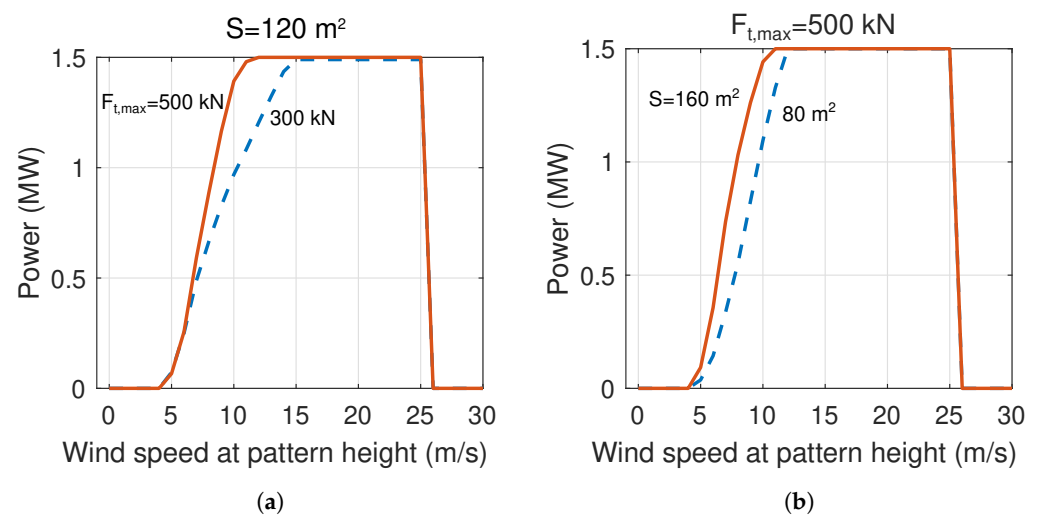 S=120 m²
1.5
1
0.5
0
Power (MW)
F_t,max=500 kN
300 kN
0 5 10 15 20 25 30
Wind speed at pattern height (m/s)
(a)
F_t,max=500 kN
1.5
1
0.5
0
Power (MW)
S=160 m²
80 m²
0 5 10 15 20 25 30
Wind speed at pattern height (m/s)
(b)